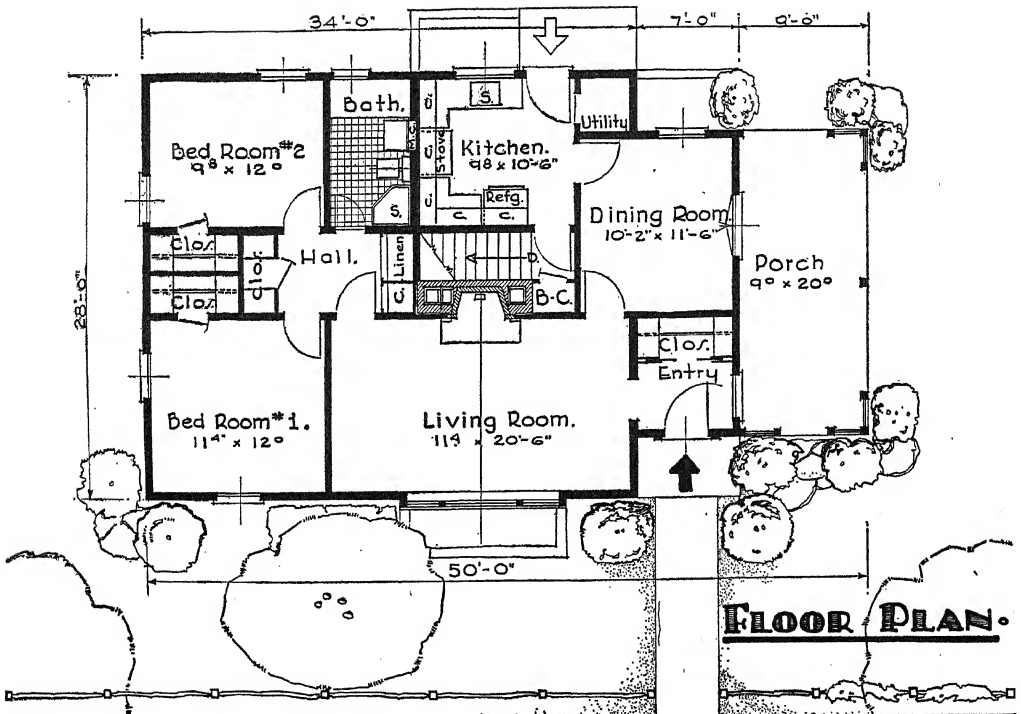 34'-0" 7'-0" 9'-0"
28'-0"
Bed Room #2
9⁸ x 12⁰
Bath.
M.C.
S.
C.
C.
C.
Stove
S.
Kitchen.
9⁸ x 10'-6"
Refg.
C. C.
Utility
Dining Room
10'-2" x 11'-6"
Porch
9⁰ x 20⁰
Clos.
Clos.
Clos.
Hall.
Linen
C.
D.
B-C.
Clos.
Entry
Bed Room #1.
11⁴" x 12⁰
Living Room.
11⁴ x 20'-6"
50'-0"
FLOOR PLAN.